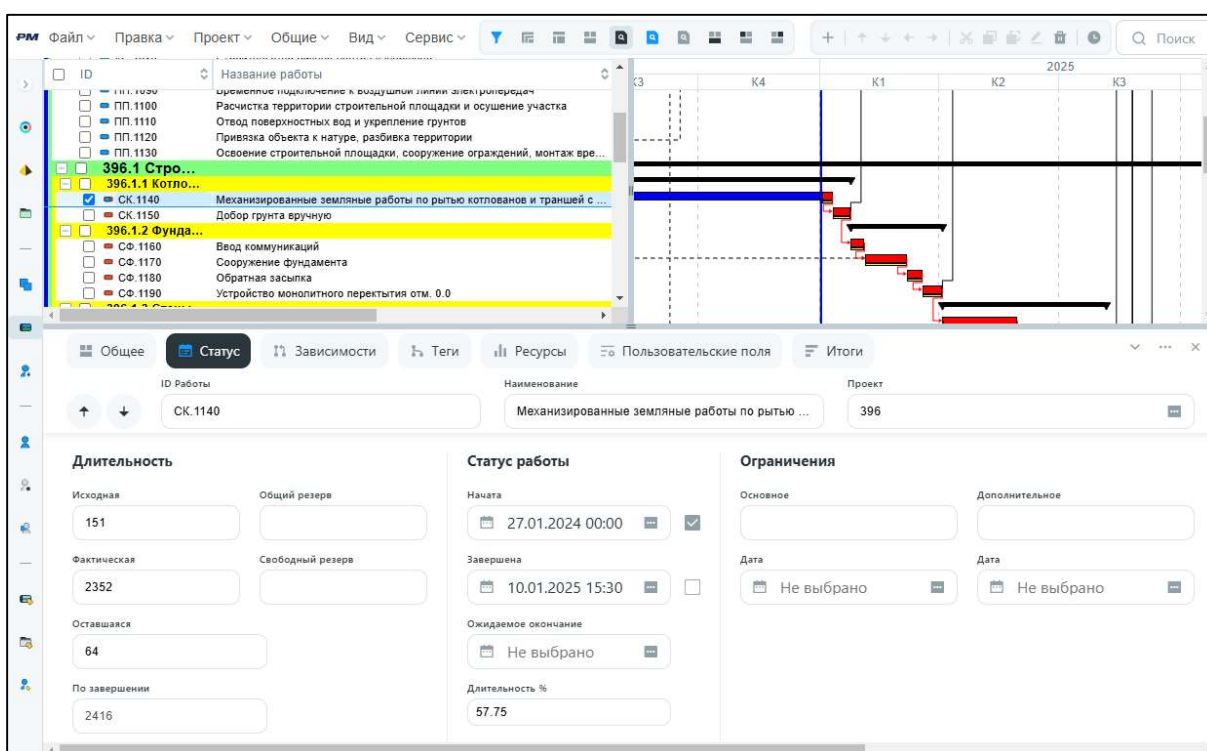 PM Файл Правка Проект Общие Вид Сервис Поиск
ID Название работы
2025
К3 К4 К1 К2 К3
ПП.1090 Временное подключение к воздушной линии электропередач
ПП.1100 Расчистка территории строительной площадки и осушение участка
ПП.1110 Отвод поверхностных вод и укрепление грунтов
ПП.1120 Привязка объекта к натуре, разбивка территории
ПП.1130 Освоение строительной площадки, сооружение ограждений, монтаж вре...
396.1 Стро...
396.1.1 Котло...
СК.1140 Механизированные земляные работы по рытью котлованов и траншей с ...
СК.1150 Добор грунта вручную
396.1.2 Фунда...
СФ.1160 Ввод коммуникаций
СФ.1170 Сооружение фундамента
СФ.1180 Обратная засыпка
СФ.1190 Устройство монолитного перектытия отм. 0.0
Общее Статус Зависимости Теги Ресурсы Пользовательские поля Итоги
ID Работы Наименование Проект
СК.1140 Механизированные земляные работы по рытью ... 396
Длительность Статус работы Ограничения
Исходная Общий резерв Начата Основное Дополнительное
151 27.01.2024 00:00
Фактическая Свободный резерв Завершена Дата Дата
2352 10.01.2025 15:30 Не выбрано Не выбрано
Оставшаяся Ожидаемое окончание
64 Не выбрано
По завершении Длительность %
2416 57.75